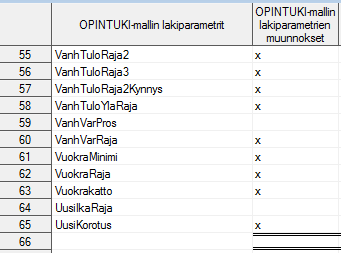 OPINTUKI-mallin lakiparametrit OPINTUKI-mallin
lakiparametrien
muunnokset
55 VanhTuloRaja2 x
56 VanhTuloRaja3 x
57 VanhTuloRaja2Kynnys x
58 VanhTuloYlaRaja x
59 VanhVarPros
60 VanhVarRaja x
61 VuokraMinimi x
62 VuokraRaja x
63 Vuokrakatto x
64 UusiIkaRaja
65 UusiKorotus x
66